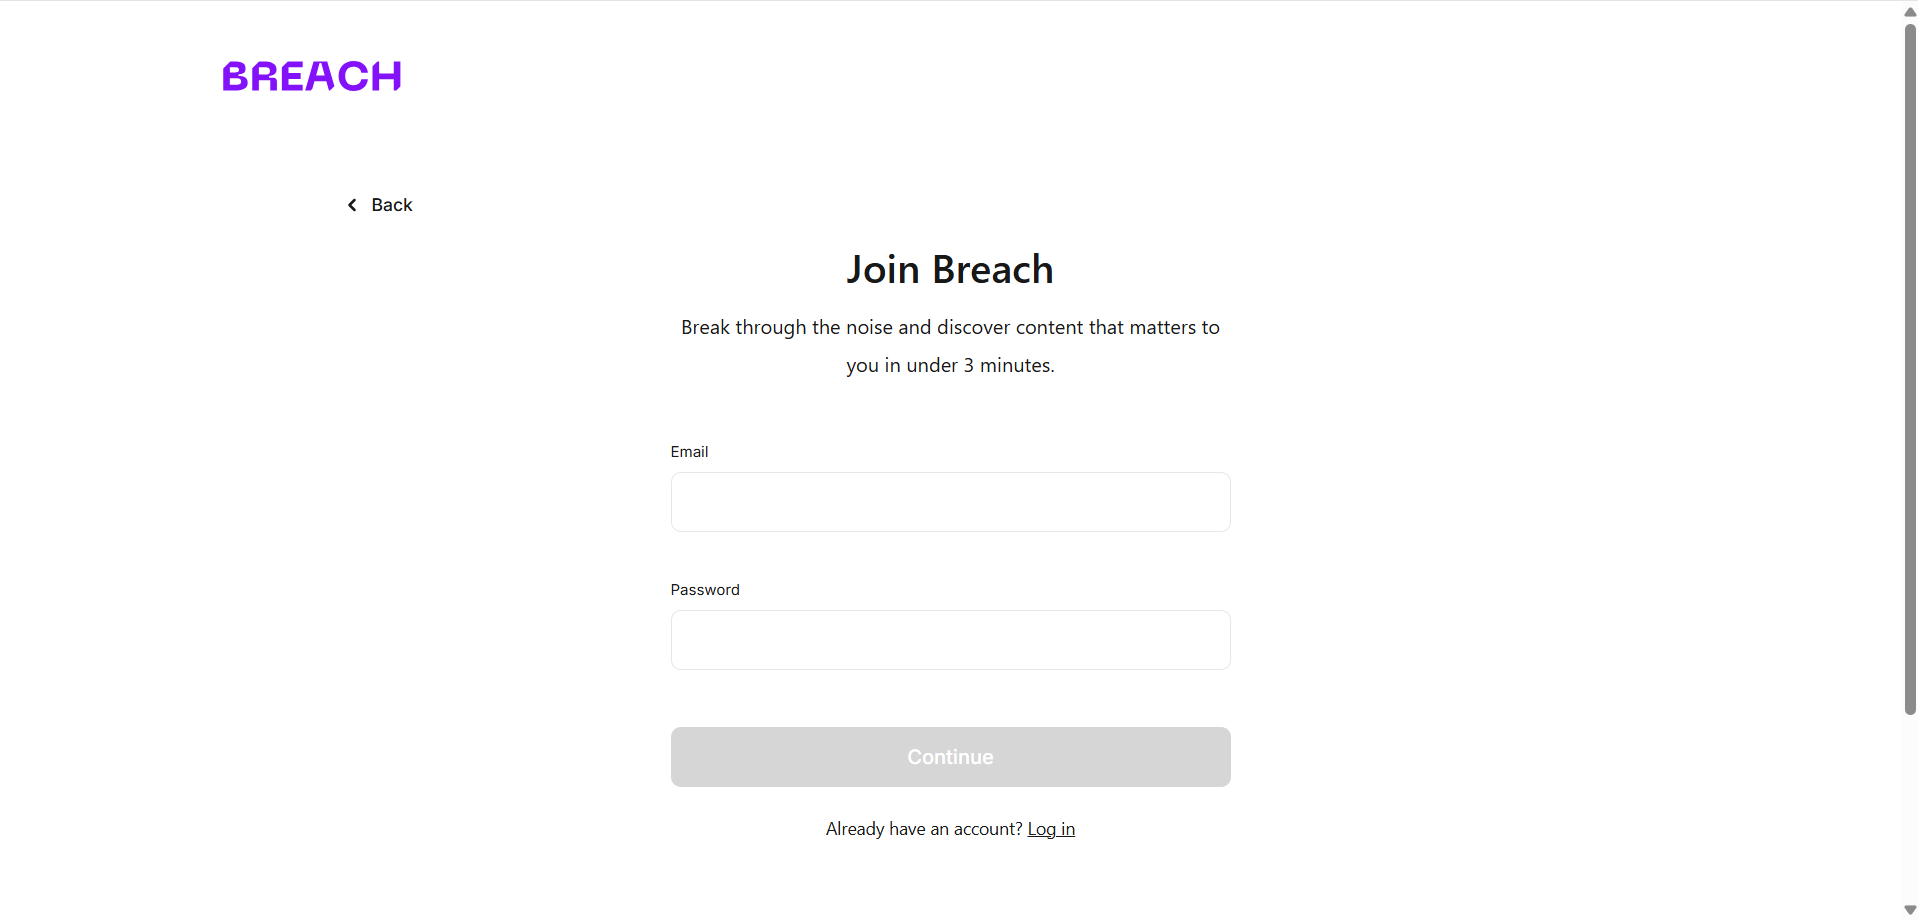 BREACH
Back
Join Breach
Break through the noise and discover content that matters to
you in under 3 minutes.
Email
Password
Continue
Already have an account? Log in